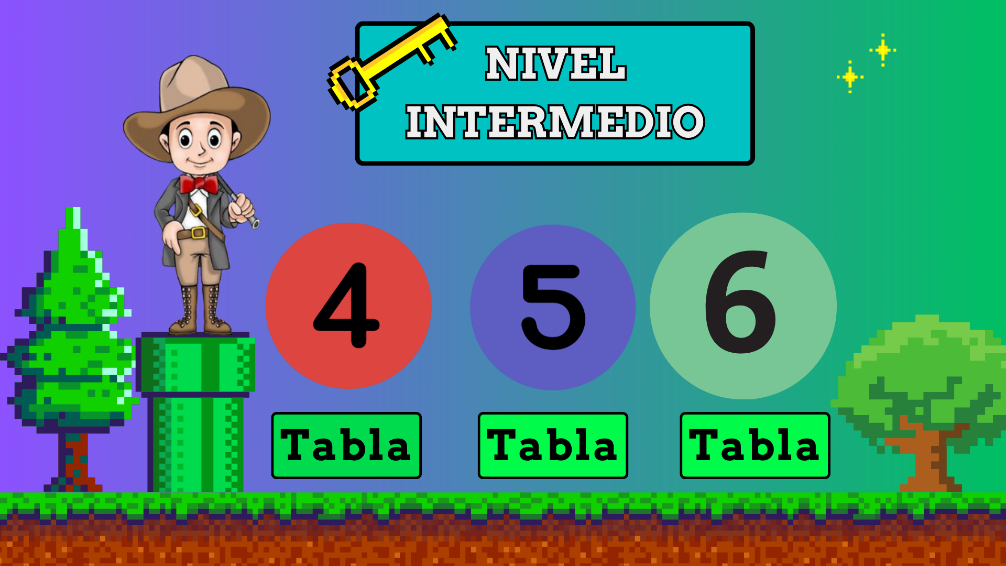 NIVEL
INTERMEDIO
4 5 6
Tabla Tabla Tabla